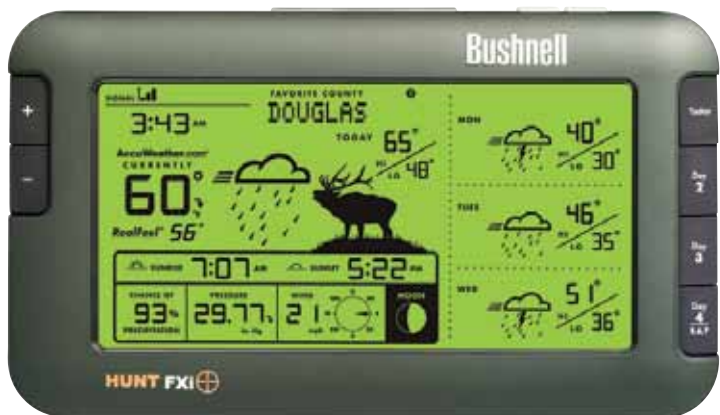 Bushnell
SIGNAL
FAVORITE COUNTY
DOUGLAS
3:43 AM
TODAY
HI 65°
LO 48°
AccuWeather.com
CURRENTLY
60°
RealFeel® 56°
SUNRISE 7:07 AM
SUNSET 5:22 PM
CHANCE OF
93%
PRECIPITATION
PRESSURE
29.77
in. Hg
WIND
21
mph
MOON
MON
40°
HI
LO 30°
TUES
46°
HI
LO 35°
WED
51°
HI
LO 36°
+
-
Today
Day
2
Day
3
Day
4
HUNT FXi